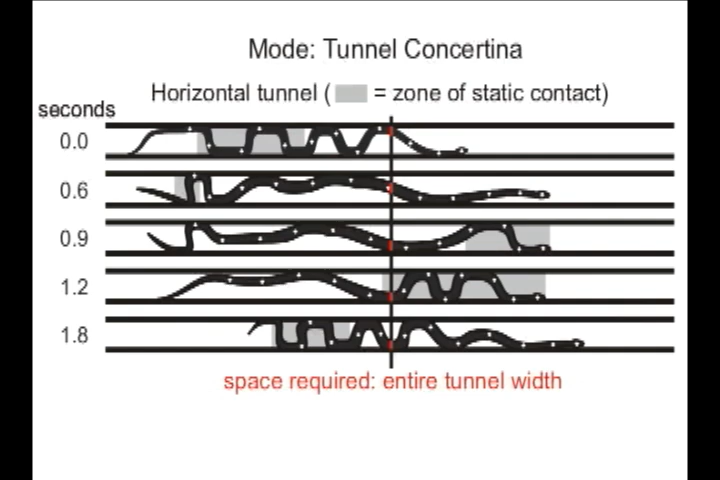 Mode: Tunnel Concertina
Horizontal tunnel ( = zone of static contact)
seconds
0.0
0.6
0.9
1.2
1.8
space required: entire tunnel width